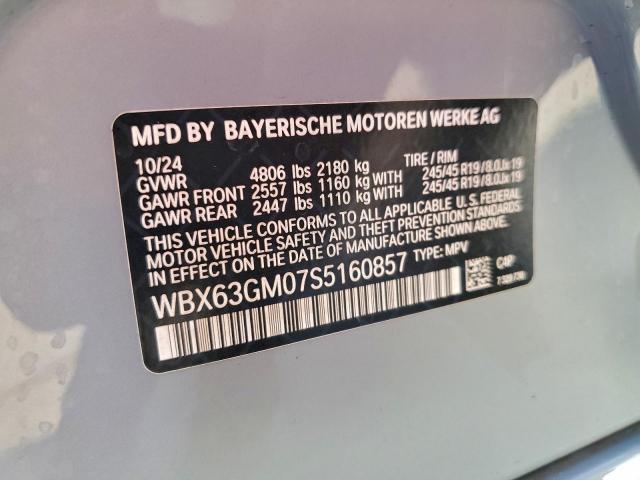 MFD BY BAYERISCHE MOTOREN WERKE AG
10/24 TIRE / RIM
GVWR 4806 lbs 2180 kg
GAWR FRONT 2557 lbs 1160 kg WITH 245/45 R19/8.0Jx19
GAWR REAR 2447 lbs 1110 kg WITH 245/45 R19/8.0Jx19
THIS VEHICLE CONFORMS TO ALL APPLICABLE U.S. FEDERAL
MOTOR VEHICLE SAFETY AND THEFT PREVENTION STANDARDS
IN EFFECT ON THE DATE OF MANUFACTURE SHOWN ABOVE.
WBX63GM07S5160857 TYPE: MPV
C4P